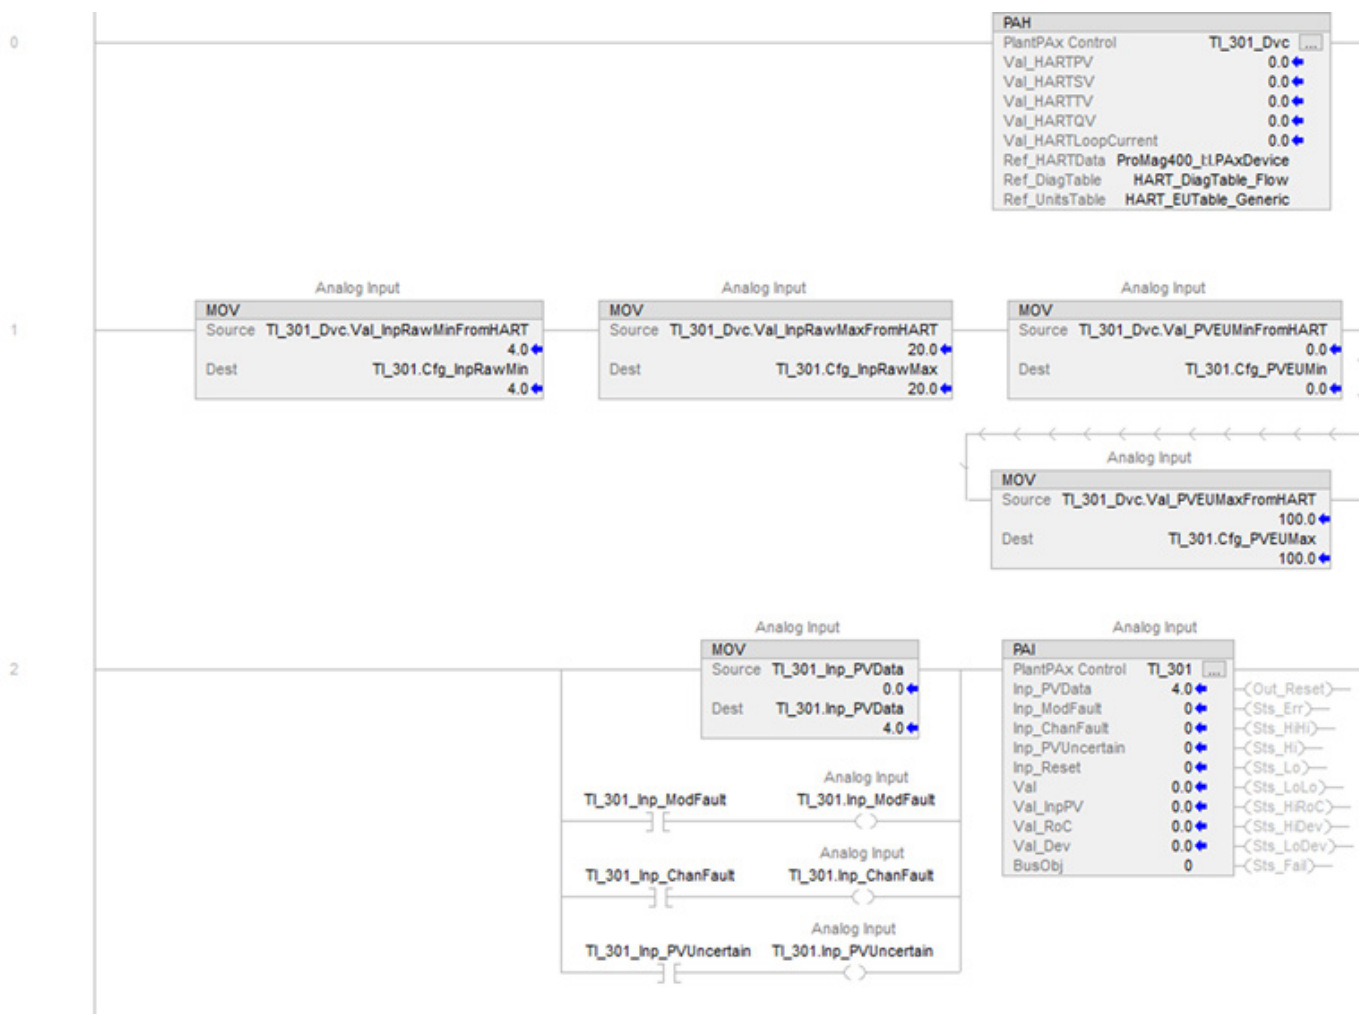 PAH
0
PlantPAx Control TI_301_Dvc ...
Val_HARTPV 0.0
Val_HARTSV 0.0
Val_HARTTV 0.0
Val_HARTQV 0.0
Val_HARTLoopCurrent 0.0
Ref_HARTData ProMag400_I:I.PAxDevice
Ref_DiagTable HART_DiagTable_Flow
Ref_UnitsTable HART_EUTable_Generic
1
Analog Input
MOV
Source TI_301_Dvc.Val_InpRawMinFromHART
4.0
Dest TI_301.Cfg_InpRawMin
4.0
Analog Input
MOV
Source TI_301_Dvc.Val_InpRawMaxFromHART
20.0
Dest TI_301.Cfg_InpRawMax
20.0
Analog Input
MOV
Source TI_301_Dvc.Val_PVEUMinFromHART
0.0
Dest TI_301.Cfg_PVEUMin
0.0
Analog Input
MOV
Source TI_301_Dvc.Val_PVEUMaxFromHART
100.0
Dest TI_301.Cfg_PVEUMax
100.0
2
Analog Input
MOV
Source TI_301_Inp_PVData
0.0
Dest TI_301.Inp_PVData
4.0
Analog Input
TI_301_Inp_ModFault TI_301.Inp_ModFault
Analog Input
TI_301_Inp_ChanFault TI_301.Inp_ChanFault
Analog Input
TI_301_Inp_PVUncertain TI_301.Inp_PVUncertain
Analog Input
PAI
PlantPAx Control TI_301 ...
Inp_PVData 4.0 (Out_Reset)
Inp_ModFault 0 (Sts_Err)
Inp_ChanFault 0 (Sts_HiHi)
Inp_PVUncertain 0 (Sts_Hi)
Inp_Reset 0 (Sts_Lo)
Val 0.0 (Sts_LoLo)
Val_InpPV 0.0 (Sts_HiRoC)
Val_RoC 0.0 (Sts_HiDev)
Val_Dev 0.0 (Sts_LoDev)
BusObj 0 (Sts_Fail)